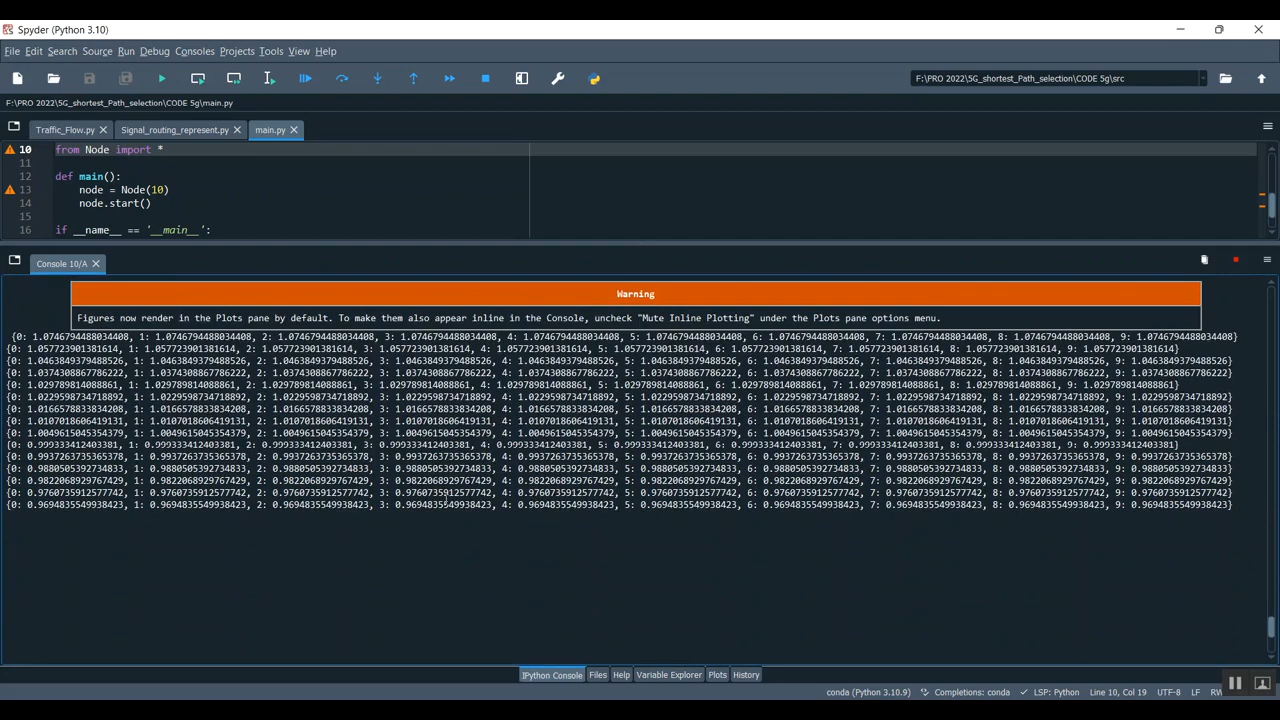 Spyder (Python 3.10)
File Edit Search Source Run Debug Consoles Projects Tools View Help
F:\PRO 2022\5G_shortest_Path_selection\CODE 5g\src
F:\PRO 2022\5G_shortest_Path_selection\CODE 5g\main.py
Traffic_Flow.py Signal_routing_represent.py main.py
10 from Node import *
11
12 def main():
13 node = Node(10)
14 node.start()
15
16 if __name__ == '__main__':
Console 10/A
Warning
Figures now render in the Plots pane by default. To make them also appear inline in the Console, uncheck "Mute Inline Plotting" under the Plots pane options menu.
{0: 1.0746794488034408, 1: 1.0746794488034408, 2: 1.0746794488034408, 3: 1.0746794488034408, 4: 1.0746794488034408, 5: 1.0746794488034408, 6: 1.0746794488034408, 7: 1.0746794488034408, 8: 1.0746794488034408, 9: 1.0746794488034408}
{0: 1.057723901381614, 1: 1.057723901381614, 2: 1.057723901381614, 3: 1.057723901381614, 4: 1.057723901381614, 5: 1.057723901381614, 6: 1.057723901381614, 7: 1.057723901381614, 8: 1.057723901381614, 9: 1.057723901381614}
{0: 1.0463849379488526, 1: 1.0463849379488526, 2: 1.0463849379488526, 3: 1.0463849379488526, 4: 1.0463849379488526, 5: 1.0463849379488526, 6: 1.0463849379488526, 7: 1.0463849379488526, 8: 1.0463849379488526, 9: 1.0463849379488526}
{0: 1.0374308867786222, 1: 1.0374308867786222, 2: 1.0374308867786222, 3: 1.0374308867786222, 4: 1.0374308867786222, 5: 1.0374308867786222, 6: 1.0374308867786222, 7: 1.0374308867786222, 8: 1.0374308867786222, 9: 1.0374308867786222}
{0: 1.029789814088861, 1: 1.029789814088861, 2: 1.029789814088861, 3: 1.029789814088861, 4: 1.029789814088861, 5: 1.029789814088861, 6: 1.029789814088861, 7: 1.029789814088861, 8: 1.029789814088861, 9: 1.029789814088861}
{0: 1.0229598734718892, 1: 1.0229598734718892, 2: 1.0229598734718892, 3: 1.0229598734718892, 4: 1.0229598734718892, 5: 1.0229598734718892, 6: 1.0229598734718892, 7: 1.0229598734718892, 8: 1.0229598734718892, 9: 1.0229598734718892}
{0: 1.0166578833834208, 1: 1.0166578833834208, 2: 1.0166578833834208, 3: 1.0166578833834208, 4: 1.0166578833834208, 5: 1.0166578833834208, 6: 1.0166578833834208, 7: 1.0166578833834208, 8: 1.0166578833834208, 9: 1.0166578833834208}
{0: 1.0107018606419131, 1: 1.0107018606419131, 2: 1.0107018606419131, 3: 1.0107018606419131, 4: 1.0107018606419131, 5: 1.0107018606419131, 6: 1.0107018606419131, 7: 1.0107018606419131, 8: 1.0107018606419131, 9: 1.0107018606419131}
{0: 1.0049615045354379, 1: 1.0049615045354379, 2: 1.0049615045354379, 3: 1.0049615045354379, 4: 1.0049615045354379, 5: 1.0049615045354379, 6: 1.0049615045354379, 7: 1.0049615045354379, 8: 1.0049615045354379, 9: 1.0049615045354379}
{0: 0.999333412403381, 1: 0.999333412403381, 2: 0.999333412403381, 3: 0.999333412403381, 4: 0.999333412403381, 5: 0.999333412403381, 6: 0.999333412403381, 7: 0.999333412403381, 8: 0.999333412403381, 9: 0.999333412403381}
{0: 0.9937263735365378, 1: 0.9937263735365378, 2: 0.9937263735365378, 3: 0.9937263735365378, 4: 0.9937263735365378, 5: 0.9937263735365378, 6: 0.9937263735365378, 7: 0.9937263735365378, 8: 0.9937263735365378, 9: 0.9937263735365378}
{0: 0.9880505392734833, 1: 0.9880505392734833, 2: 0.9880505392734833, 3: 0.9880505392734833, 4: 0.9880505392734833, 5: 0.9880505392734833, 6: 0.9880505392734833, 7: 0.9880505392734833, 8: 0.9880505392734833, 9: 0.9880505392734833}
{0: 0.9822068929767429, 1: 0.9822068929767429, 2: 0.9822068929767429, 3: 0.9822068929767429, 4: 0.9822068929767429, 5: 0.9822068929767429, 6: 0.9822068929767429, 7: 0.9822068929767429, 8: 0.9822068929767429, 9: 0.9822068929767429}
{0: 0.9760735912577742, 1: 0.9760735912577742, 2: 0.9760735912577742, 3: 0.9760735912577742, 4: 0.9760735912577742, 5: 0.9760735912577742, 6: 0.9760735912577742, 7: 0.9760735912577742, 8: 0.9760735912577742, 9: 0.9760735912577742}
{0: 0.9694835549938423, 1: 0.9694835549938423, 2: 0.9694835549938423, 3: 0.9694835549938423, 4: 0.9694835549938423, 5: 0.9694835549938423, 6: 0.9694835549938423, 7: 0.9694835549938423, 8: 0.9694835549938423, 9: 0.9694835549938423}
IPython Console Files Help Variable Explorer Plots History
conda (Python 3.10.9) Completions: conda LSP: Python Line 10, Col 19 UTF-8 LF RW